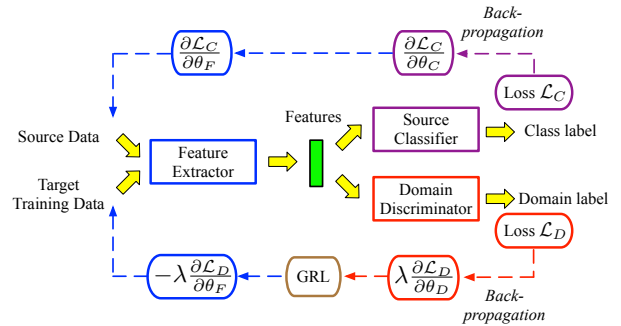 Back-
propagation
∂ℒ_C/∂θ_F
∂ℒ_C/∂θ_C
Loss ℒ_C
Source Data
Features
Source
Classifier
Class label
Feature
Extractor
Target
Training Data
Domain
Discriminator
Domain label
Loss ℒ_D
−λ ∂ℒ_D/∂θ_F
GRL
λ ∂ℒ_D/∂θ_D
Back-
propagation